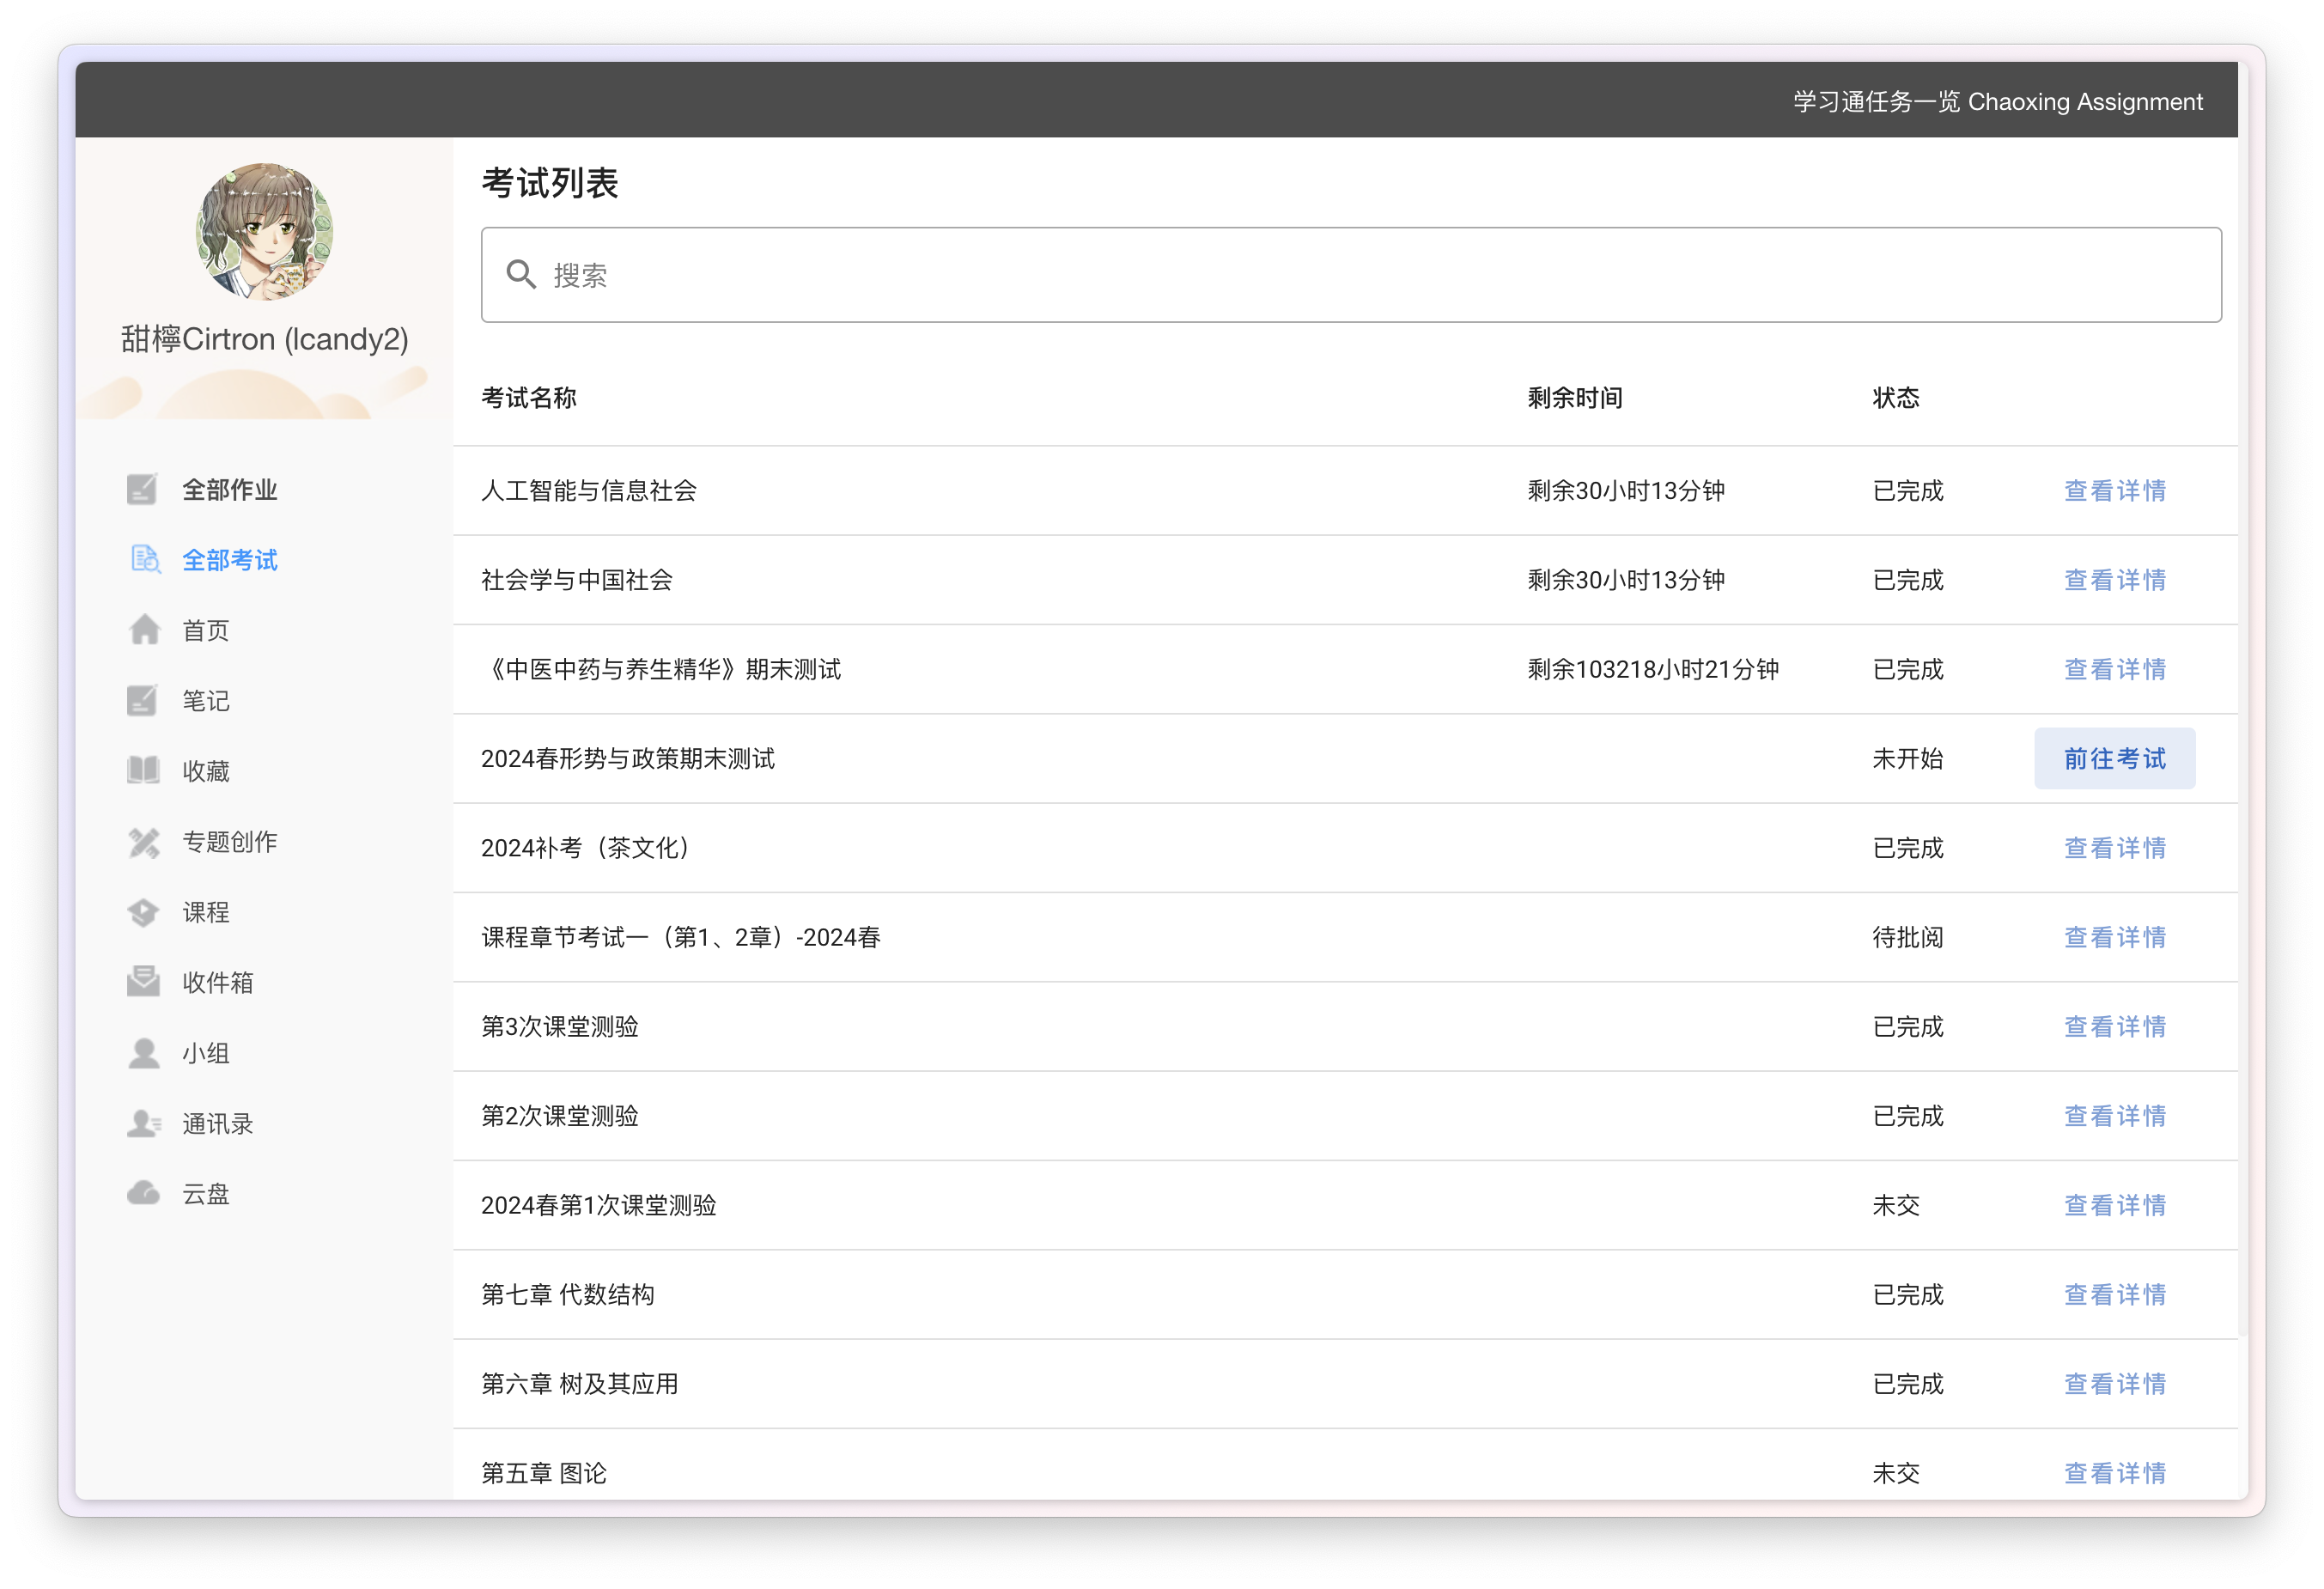 学习通任务一览 Chaoxing Assignment
甜檸Cirtron (lcandy2)
全部作业
全部考试
首页
笔记
收藏
专题创作
课程
收件箱
小组
通讯录
云盘
考试列表
搜索
考试名称 剩余时间 状态
人工智能与信息社会 剩余30小时13分钟 已完成 查看详情
社会学与中国社会 剩余30小时13分钟 已完成 查看详情
《中医中药与养生精华》期末测试 剩余103218小时21分钟 已完成 查看详情
2024春形势与政策期末测试 未开始 前往考试
2024补考（茶文化） 已完成 查看详情
课程章节考试一（第1、2章）-2024春 待批阅 查看详情
第3次课堂测验 已完成 查看详情
第2次课堂测验 已完成 查看详情
2024春第1次课堂测验 未交 查看详情
第七章 代数结构 已完成 查看详情
第六章 树及其应用 已完成 查看详情
第五章 图论 未交 查看详情